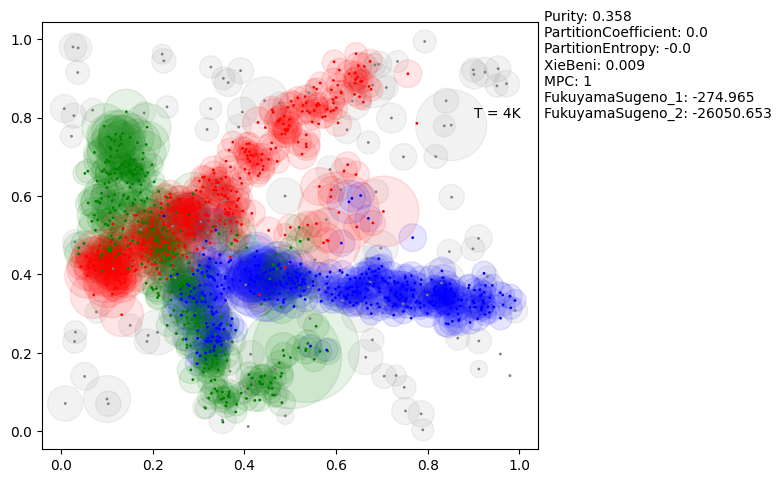 Purity: 0.358
PartitionCoefficient: 0.0
PartitionEntropy: -0.0
XieBeni: 0.009
MPC: 1
FukuyamaSugeno_1: -274.965
FukuyamaSugeno_2: -26050.653
T = 4K
1.0
0.8
0.6
0.4
0.2
0.0
0.0 0.2 0.4 0.6 0.8 1.0